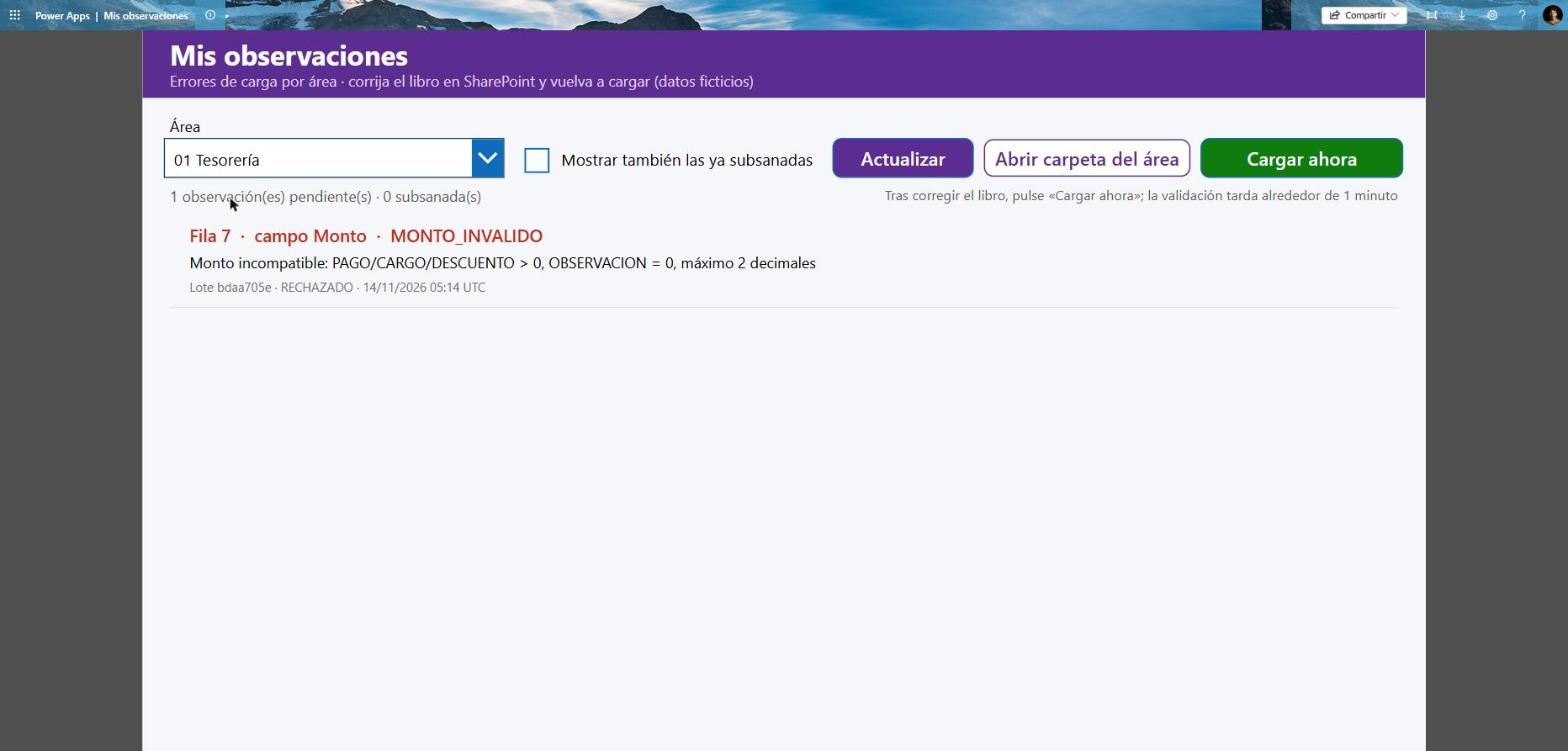 Power Apps | Mis observaciones
Compartir
Mis observaciones
Errores de carga por área · corrija el libro en SharePoint y vuelva a cargar (datos ficticios)
Área
01 Tesorería
Mostrar también las ya subsanadas
Actualizar
Abrir carpeta del área
Cargar ahora
1 observación(es) pendiente(s) · 0 subsanada(s)
Tras corregir el libro, pulse «Cargar ahora»; la validación tarda alrededor de 1 minuto
Fila 7 · campo Monto · MONTO_INVALIDO
Monto incompatible: PAGO/CARGO/DESCUENTO > 0, OBSERVACION = 0, máximo 2 decimales
Lote bdaa705e · RECHAZADO · 14/11/2026 05:14 UTC